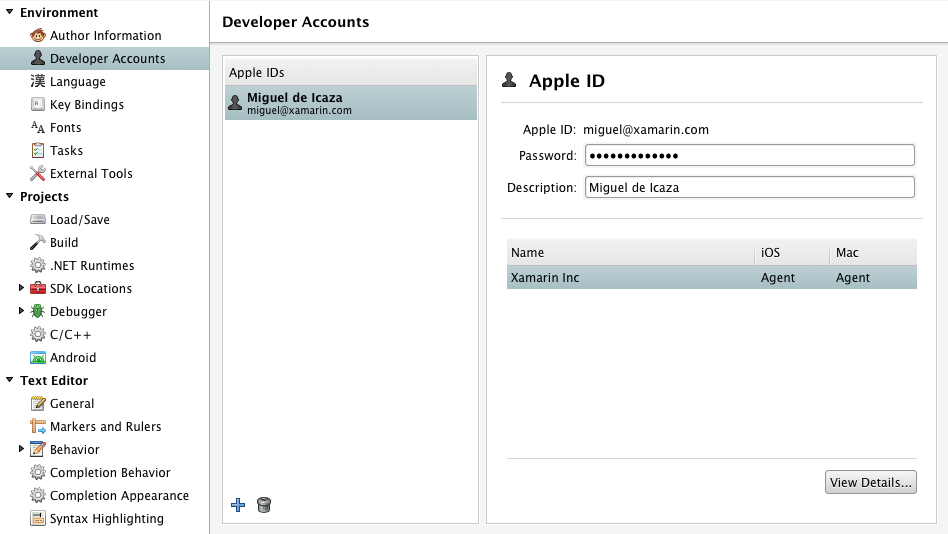 Environment
Author Information
Developer Accounts
漢 Language
Key Bindings
AA Fonts
Tasks
External Tools
Projects
Load/Save
Build
.NET Runtimes
SDK Locations
Debugger
C/C++
Android
Text Editor
General
Markers and Rulers
Behavior
Completion Behavior
Completion Appearance
Syntax Highlighting
Developer Accounts
Apple IDs
Miguel de Icaza
miguel@xamarin.com
Apple ID
Apple ID: miguel@xamarin.com
Password: •••••••••••••
Description: Miguel de Icaza
Name iOS Mac
Xamarin Inc Agent Agent
View Details...